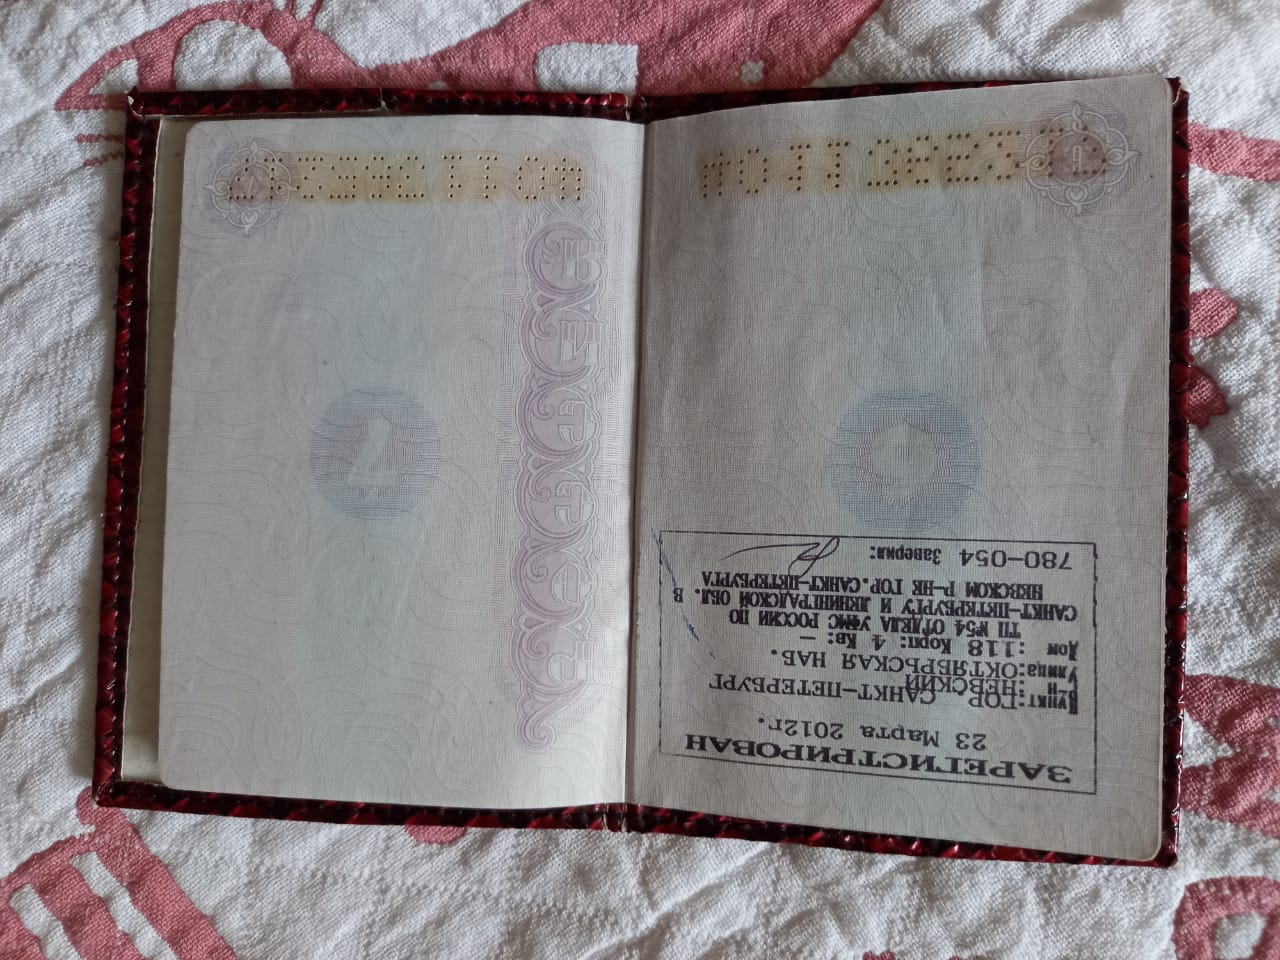 ЗАРЕГИСТРИРОВАН
23 Марта 2012г.
Пункт: ГОР САНКТ-ПЕТЕРБУРГ
Р-н: НЕВСКИЙ
Улица:ОКТЯБРЬСКАЯ НАБ.
Дом :118 Корп: 4 Кв: —
ТП №54 ОТДЕЛА УФМС РОССИИ ПО
САНКТ-ПЕТЕРБУРГУ И ЛЕНИНГРАДСКОЙ ОБЛ. В
НЕВСКОМ Р-НЕ ГОР.САНКТ-ПЕТЕРБУРГА
780-054 Заверил: